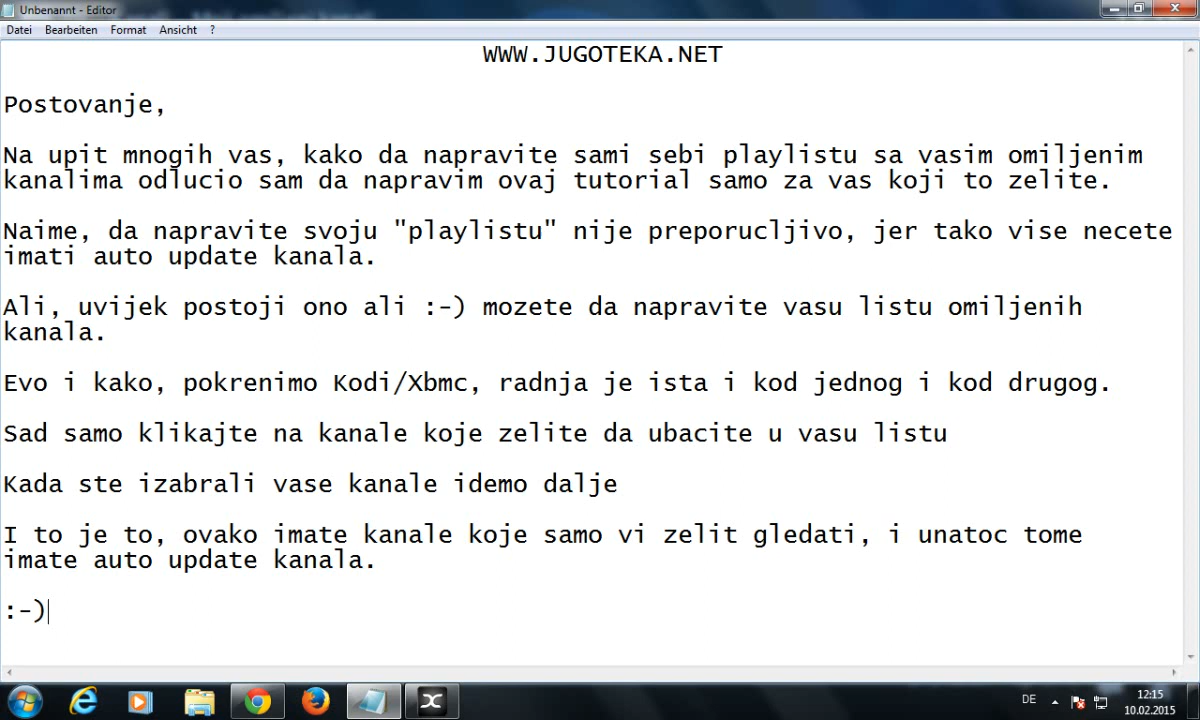 Unbenannt - Editor
Datei Bearbeiten Format Ansicht ?
WWW.JUGOTEKA.NET
Postovanje,
Na upit mnogih vas, kako da napravite sami sebi playlistu sa vasim omiljenim
kanalima odlucio sam da napravim ovaj tutorial samo za vas koji to zelite.
Naime, da napravite svoju "playlistu" nije preporucljivo, jer tako vise necete
imati auto update kanala.
Ali, uvijek postoji ono ali :-) mozete da napravite vasu listu omiljenih
kanala.
Evo i kako, pokrenimo Kodi/Xbmc, radnja je ista i kod jednog i kod drugog.
Sad samo klikajte na kanale koje zelite da ubacite u vasu listu
Kada ste izabrali vase kanale idemo dalje
I to je to, ovako imate kanale koje samo vi zelit gledati, i unatoc tome
imate auto update kanala.
:-)
DE
12:15
10.02.2015